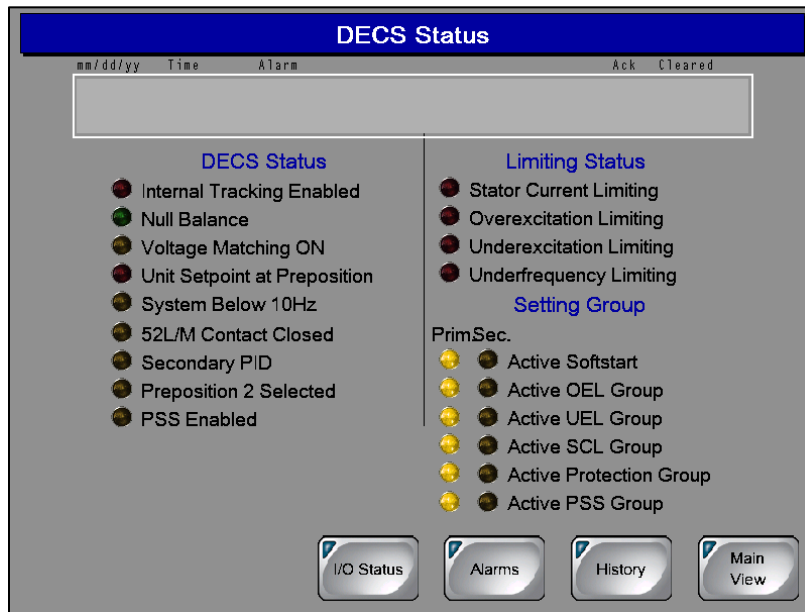 DECS Status
mm/dd/yy Time Alarm Ack Cleared
DECS Status
Internal Tracking Enabled
Null Balance
Voltage Matching ON
Unit Setpoint at Preposition
System Below 10Hz
52L/M Contact Closed
Secondary PID
Preposition 2 Selected
PSS Enabled
Limiting Status
Stator Current Limiting
Overexcitation Limiting
Underexcitation Limiting
Underfrequency Limiting
Setting Group
Prim.Sec.
Active Softstart
Active OEL Group
Active UEL Group
Active SCL Group
Active Protection Group
Active PSS Group
I/O Status
Alarms
History
Main
View